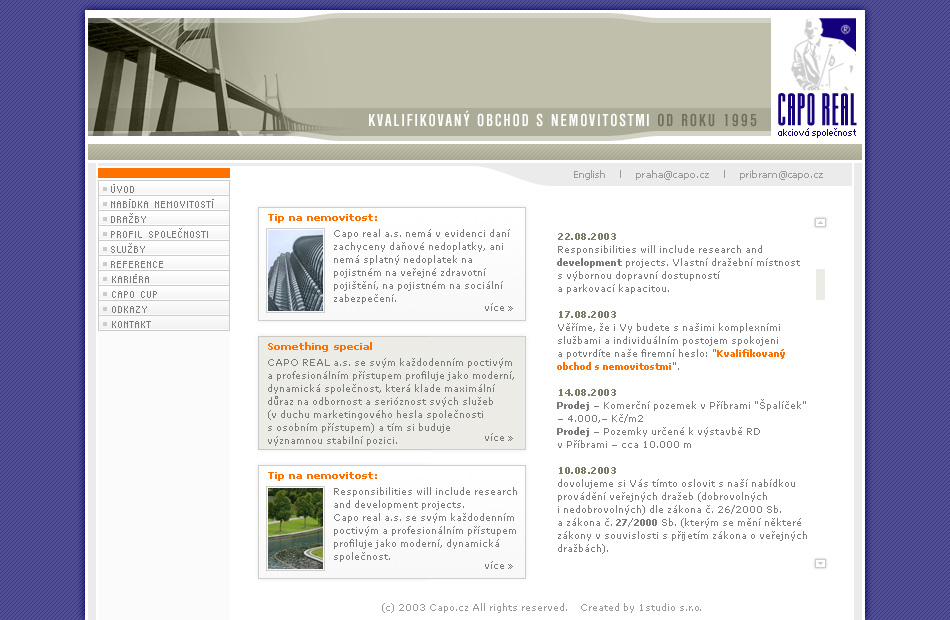 KVALIFIKOVANÝ OBCHOD S NEMOVITOSTMI OD ROKU 1995
®
CAPO REAL
akciová společnost
English | praha@capo.cz | pribram@capo.cz
ÚVOD
NABÍDKA NEMOVITOSTÍ
DRAŽBY
PROFIL SPOLEČNOSTI
SLUŽBY
REFERENCE
KARIÉRA
CAPO CUP
ODKAZY
KONTAKT
Tip na nemovitost:
Capo real a.s. nemá v evidenci daní
zachyceny daňové nedoplatky, ani
nemá splatný nedoplatek na
pojistném na veřejné zdravotní
pojištění, na pojistném na sociální
zabezpečení.
více »
Something special
CAPO REAL a.s. se svým každodenním poctivým
a profesionálním přístupem profiluje jako moderní,
dynamická společnost, která klade maximální
důraz na odbornost a serióznost svých služeb
(v duchu marketingového hesla společnosti
s osobním přístupem) a tím si buduje
významnou stabilní pozici.
více »
Tip na nemovitost:
Responsibilities will include research
and development projects.
Capo real a.s. se svým každodenním
poctivým a profesionálním přístupem
profiluje jako moderní, dynamická
společnost.
více »
22.08.2003
Responsibilities will include research and
development projects. Vlastní dražební místnost
s výbornou dopravní dostupností
a parkovací kapacitou.
17.08.2003
Věříme, že i Vy budete s našimi komplexními
službami a individuálním postojem spokojeni
a potvrdíte naše firemní heslo: "Kvalifikovaný
obchod s nemovitostmi".
14.08.2003
Prodej – Komerční pozemek v Příbrami "Špalíček"
– 4.000,– Kč/m2
Prodej – Pozemky určené k výstavbě RD
v Příbrami – cca 10.000 m
10.08.2003
dovolujeme si Vás tímto oslovit s naší nabídkou
provádění veřejných dražeb (dobrovolných
i nedobrovolných) dle zákona č. 26/2000 Sb.
a zákona č. 27/2000 Sb. (kterým se mění některé
zákony v souvislosti s přijetím zákona o veřejných
dražbách).
(c) 2003 Capo.cz All rights reserved. Created by 1studio s.r.o.